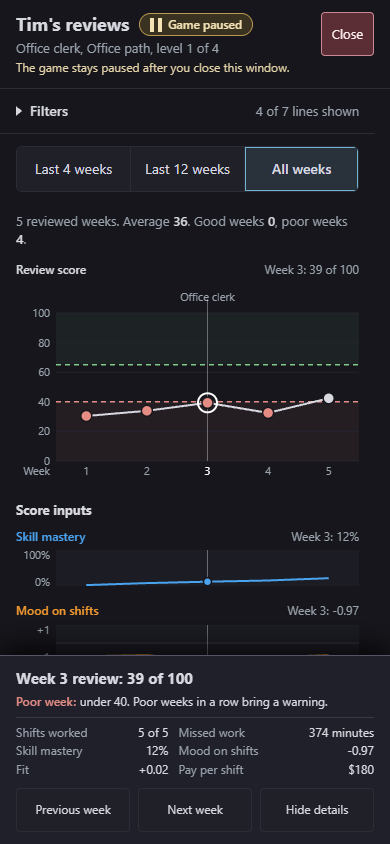 Tim's reviews
Game paused
Close
Office clerk, Office path, level 1 of 4
The game stays paused after you close this window.
Filters
4 of 7 lines shown
Last 4 weeks
Last 12 weeks
All weeks
5 reviewed weeks. Average 36. Good weeks 0, poor weeks
4.
Review score
Week 3: 39 of 100
Office clerk
100
80
60
40
20
0
Week 1 2 3 4 5
Score inputs
Skill mastery
Week 3: 12%
100%
0%
Mood on shifts
Week 3: -0.97
+1
Week 3 review: 39 of 100
Poor week: under 40. Poor weeks in a row bring a warning.
Shifts worked 5 of 5 Missed work 374 minutes
Skill mastery 12% Mood on shifts -0.97
Fit +0.02 Pay per shift $180
Previous week
Next week
Hide details